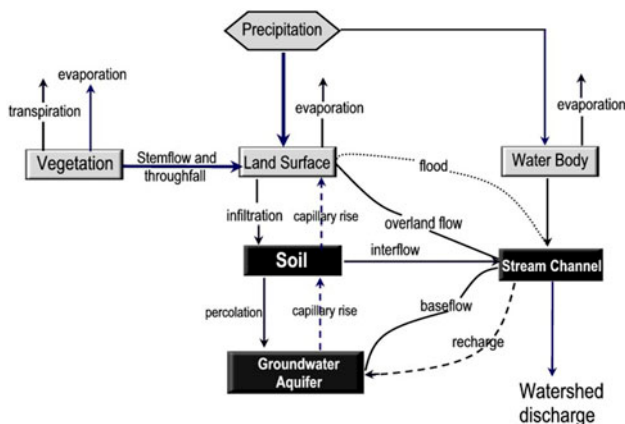 Precipitation
evaporation
transpiration
evaporation
evaporation
Vegetation
Stemflow and
throughfall
Land Surface
flood
Water Body
infiltration
capillary rise
overland flow
Soil
interflow
Stream Channel
percolation
capillary rise
baseflow
recharge
Groundwater
Aquifer
Watershed
discharge